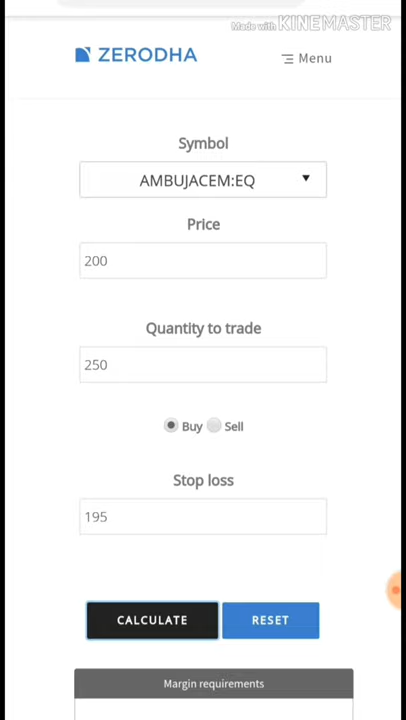 Made with KINEMASTER
ZERODHA
Menu
Symbol
AMBUJACEM:EQ
Price
200
Quantity to trade
250
Buy Sell
Stop loss
195
CALCULATE RESET
Margin requirements